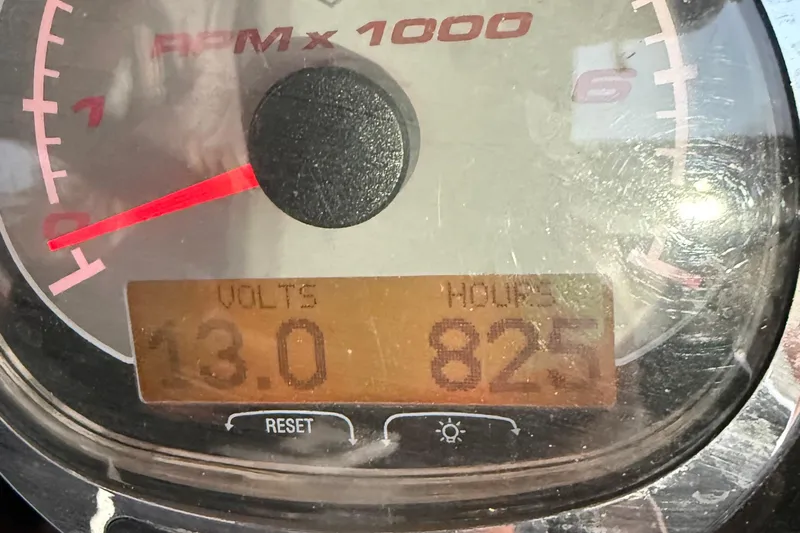 RPM x 1000
1
6
0
VOLTS HOURS
13.0 825
RESET